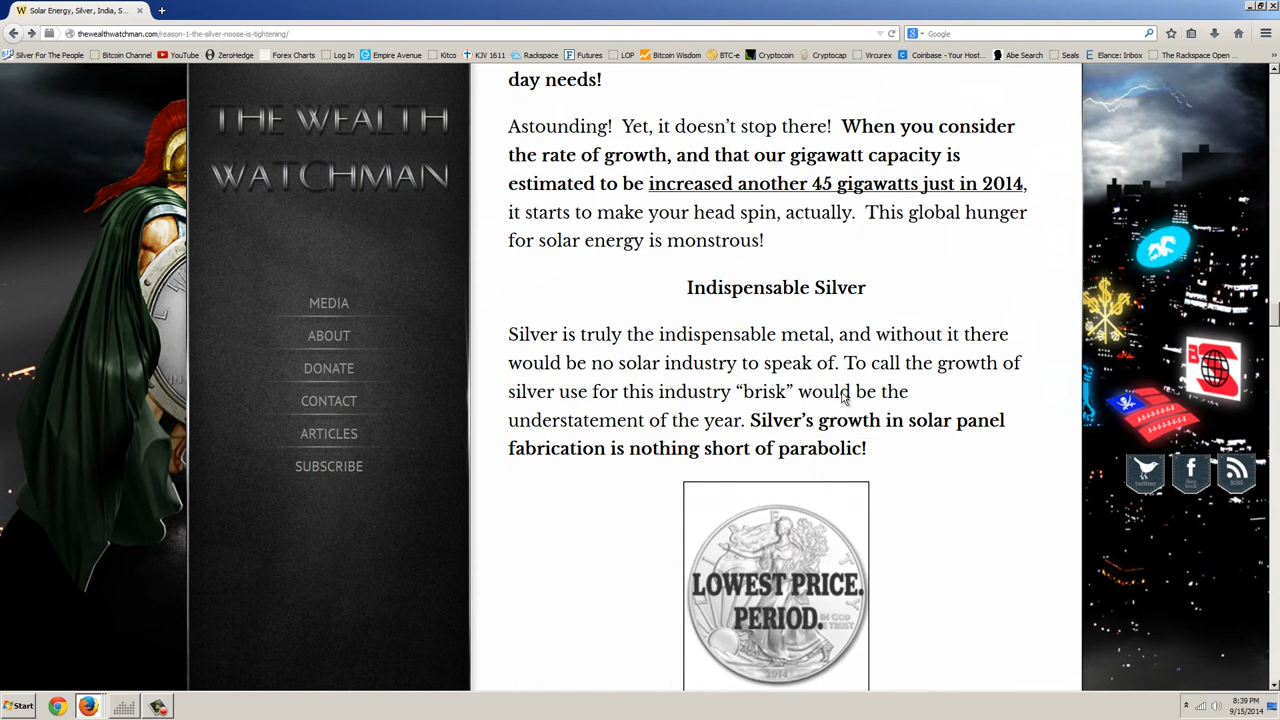 Solar Energy, Silver, India, S...
thewealthwatchman.com/reason-1-the-silver-noose-is-tightening/
Google
Silver For The People
Bitcoin Channel
YouTube
ZeroHedge
Forex Charts
Log In
Empire Avenue
Kitco
KJV 1611
Rackspace
Futures
LOP
Bitcoin Wisdom
BTC-e
Cryptocoin
Cryptocap
Vircurex
Coinbase - Your Host...
Abe Search
Seals
Elance: Inbox
The Rackspace Open ...
THE WEALTH
WATCHMAN
MEDIA
ABOUT
DONATE
CONTACT
ARTICLES
SUBSCRIBE
day needs!
Astounding! Yet, it doesn’t stop there! When you consider
the rate of growth, and that our gigawatt capacity is
estimated to be increased another 45 gigawatts just in 2014,
it starts to make your head spin, actually. This global hunger
for solar energy is monstrous!
Indispensable Silver
Silver is truly the indispensable metal, and without it there
would be no solar industry to speak of. To call the growth of
silver use for this industry “brisk” would be the
understatement of the year. Silver’s growth in solar panel
fabrication is nothing short of parabolic!
LOWEST PRICE.
PERIOD.
IN GOD
WE TRUST
2014
twitter
RSS
Start
8:39 PM
9/15/2014